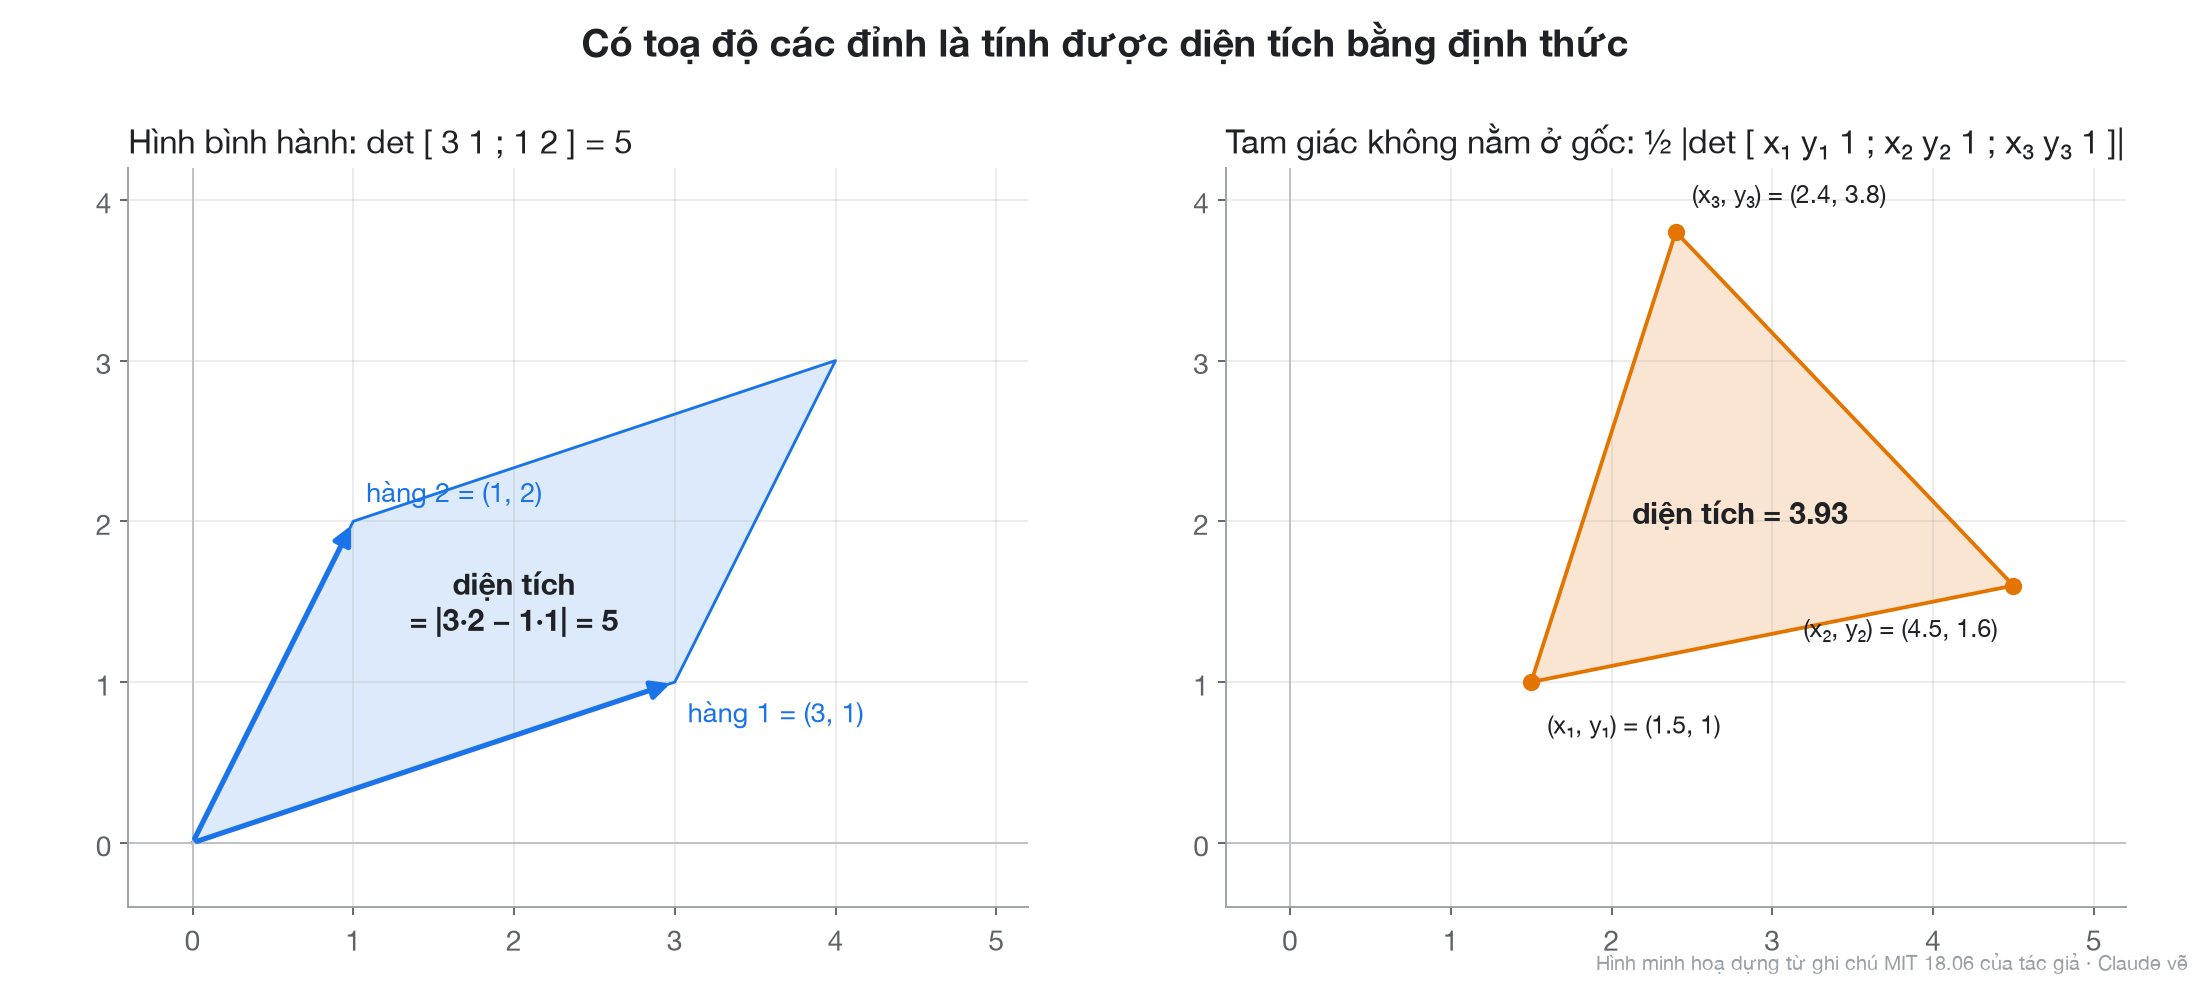 Có toạ độ các đỉnh là tính được diện tích bằng định thức
Hình bình hành: det [ 3 1 ; 1 2 ] = 5
4
3
2
1
0
0 1 2 3 4 5
hàng 2 = (1, 2)
diện tích
= |3·2 – 1·1| = 5
hàng 1 = (3, 1)
Tam giác không nằm ở gốc: ½ |det [ x₁ y₁ 1 ; x₂ y₂ 1 ; x₃ y₃ 1 ]|
4
3
2
1
0
0 1 2 3 4 5
(x₃, y₃) = (2.4, 3.8)
diện tích = 3.93
(x₂, y₂) = (4.5, 1.6)
(x₁, y₁) = (1.5, 1)
Hình minh hoạ dựng từ ghi chú MIT 18.06 của tác giả · Claude vẽ